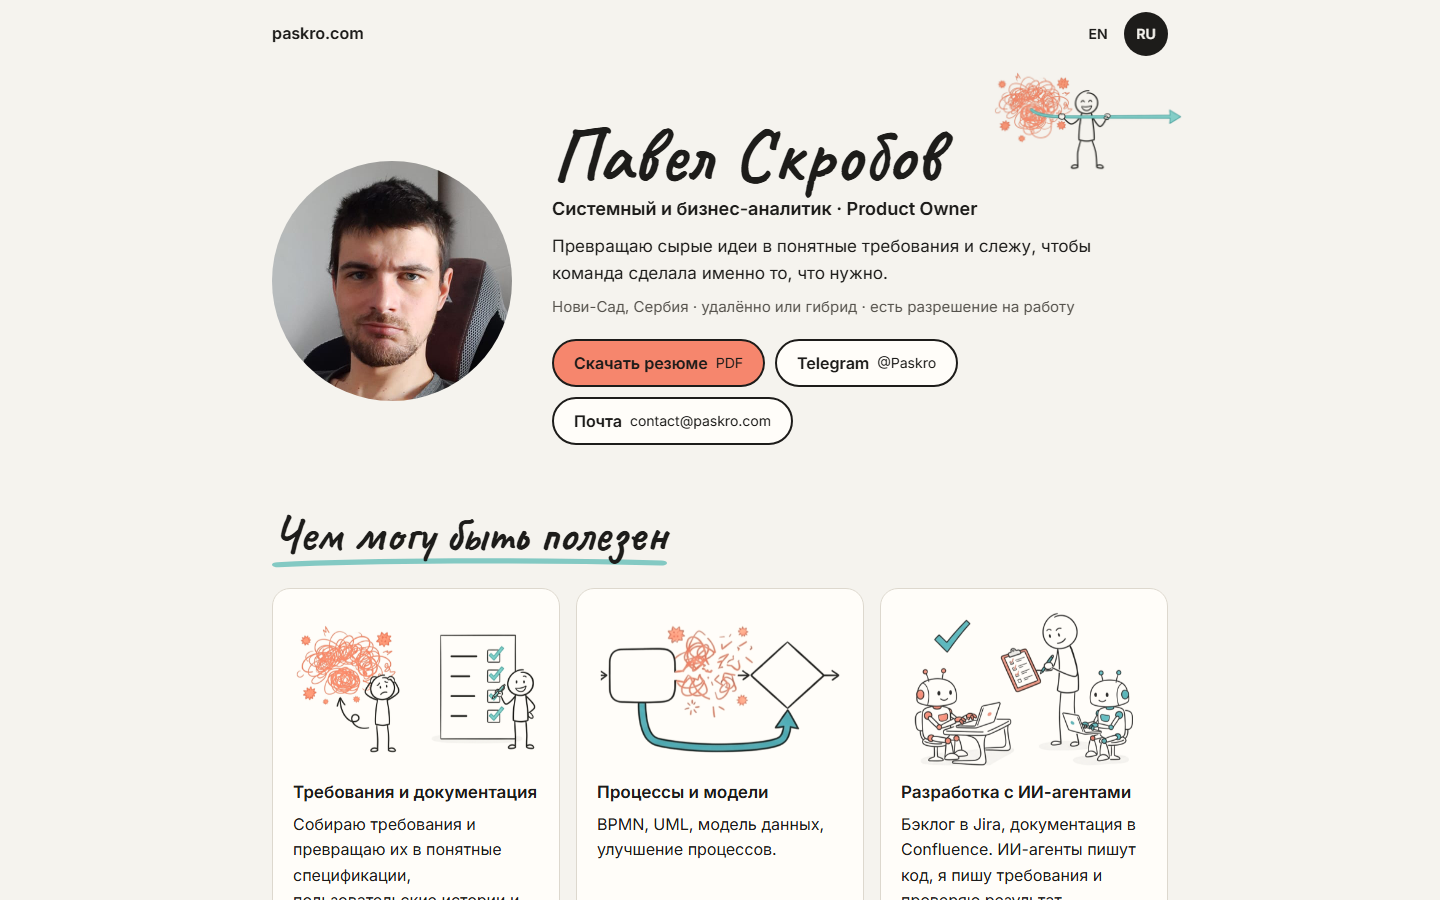 paskro.com
EN
RU
Павел Скробов
Системный и бизнес-аналитик · Product Owner
Превращаю сырые идеи в понятные требования и слежу, чтобы
команда сделала именно то, что нужно.
Нови-Сад, Сербия · удалённо или гибрид · есть разрешение на работу
Скачать резюме PDF
Telegram @Paskro
Почта contact@paskro.com
Чем могу быть полезен
Требования и документация
Собираю требования и
превращаю их в понятные
спецификации,
пользовательские истории и
Процессы и модели
BPMN, UML, модель данных,
улучшение процессов.
Разработка с ИИ-агентами
Бэклог в Jira, документация в
Confluence. ИИ-агенты пишут
код, я пишу требования и
проверяю результат.